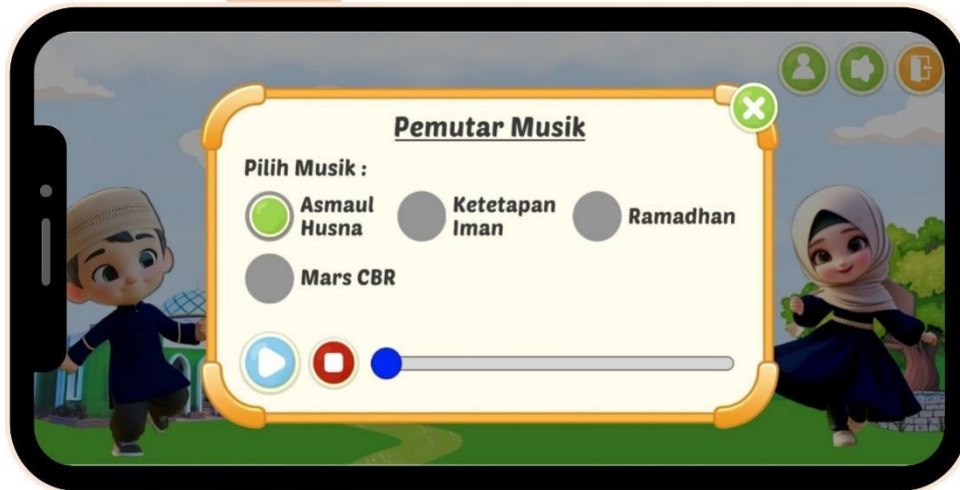 Pemutar Musik
Pilih Musik :
Asmaul
Husna
Ketetapan
Iman
Ramadhan
Mars CBR